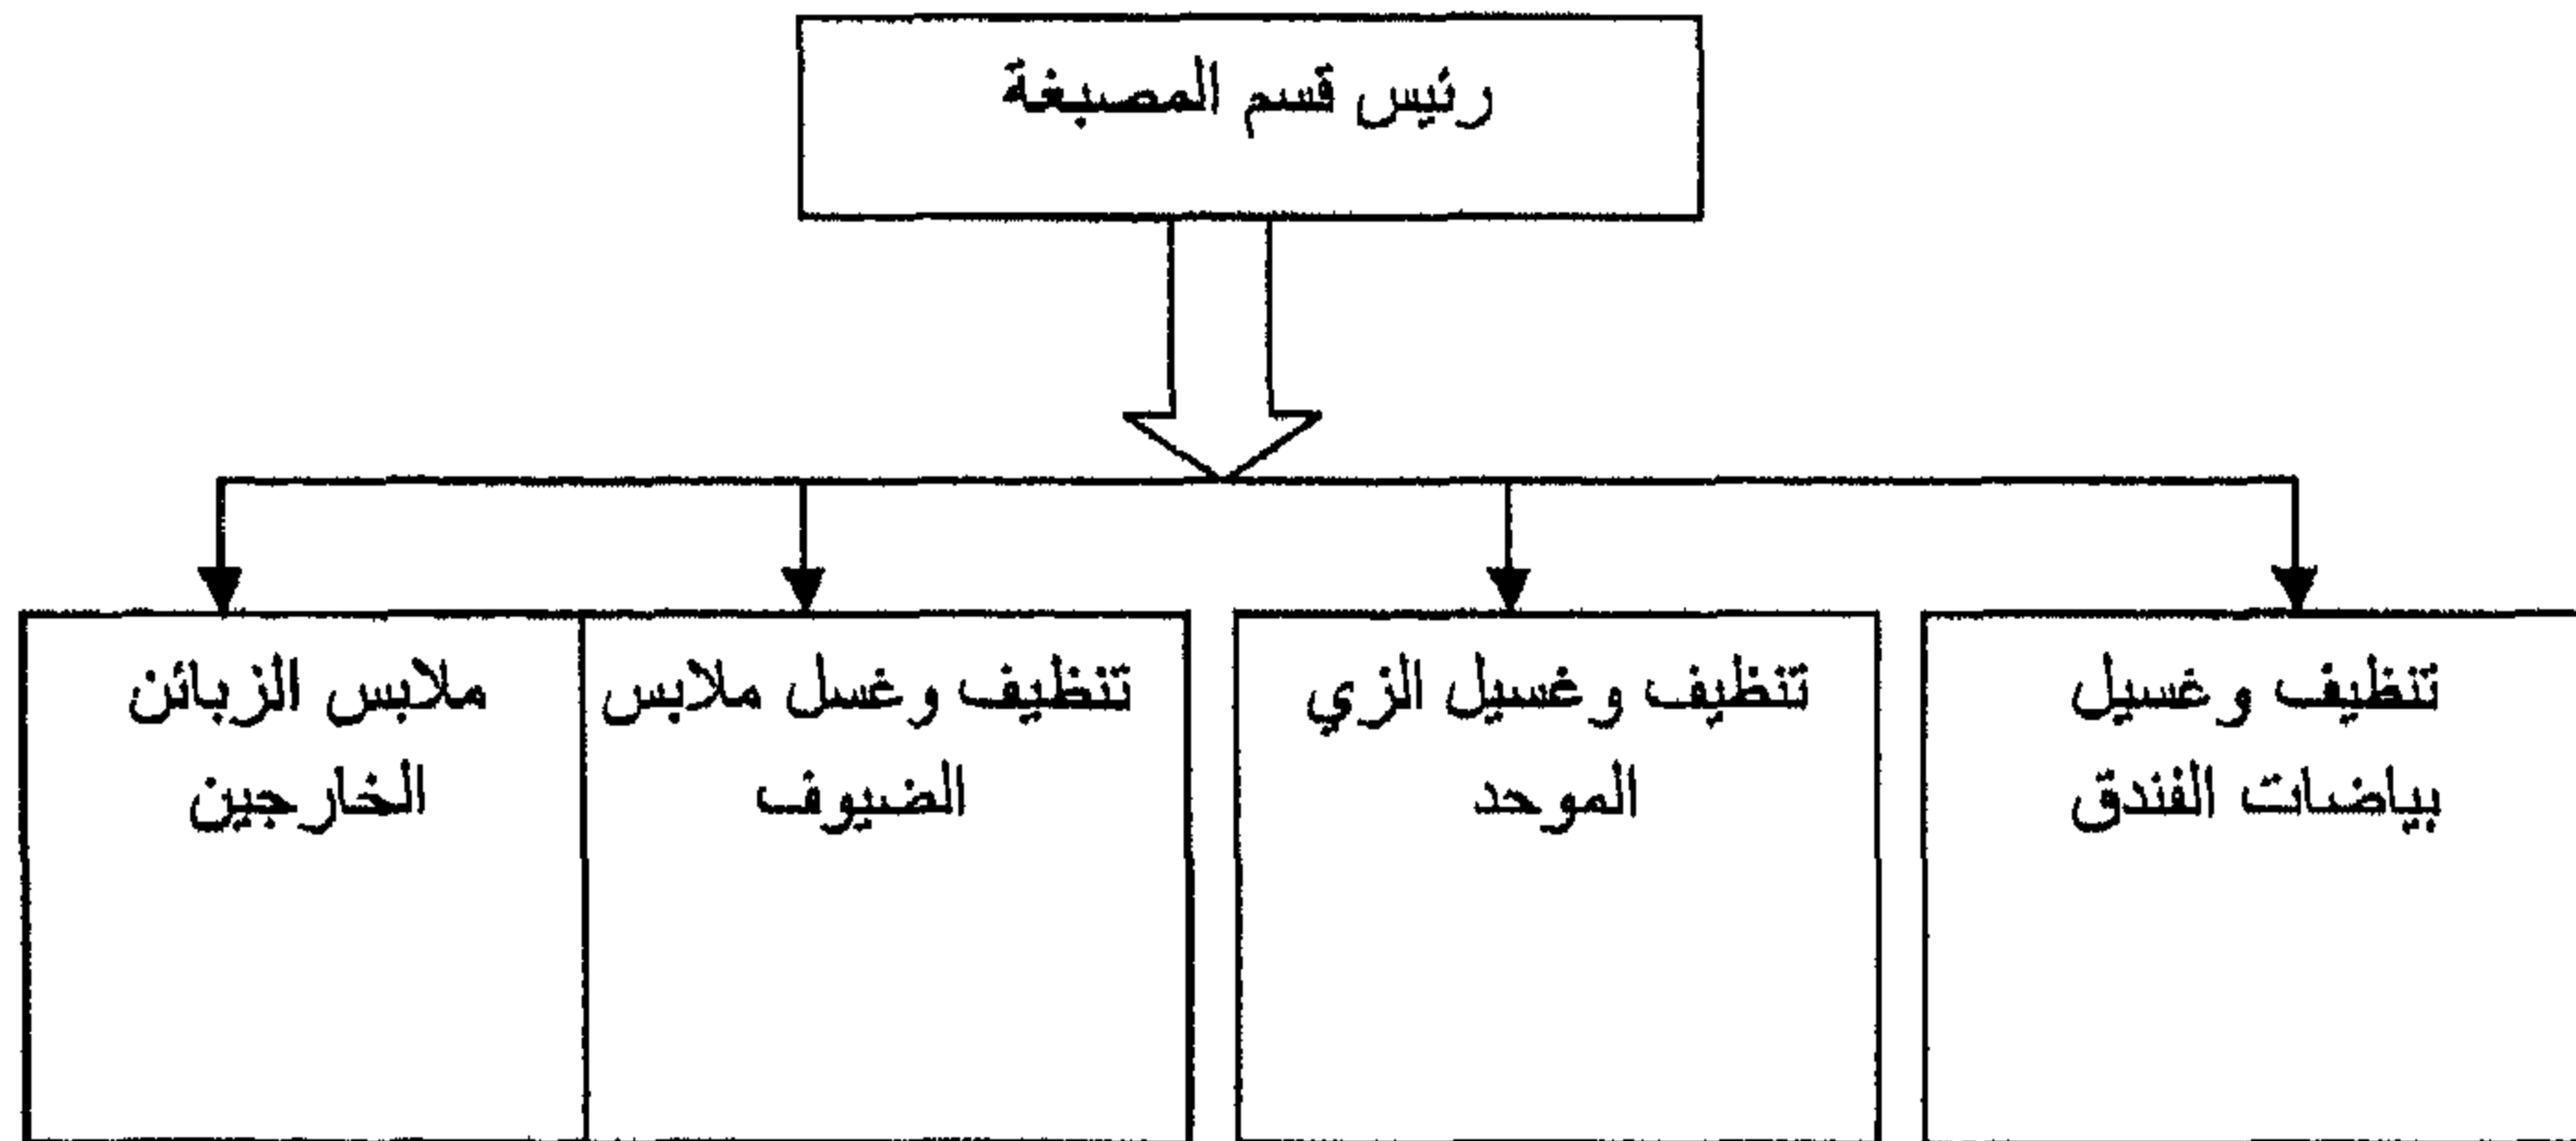 رئيس قسم المصبغة
تنظيف وغسيل
بياضات الفندق
تنظيف وغسيل الزي
الموحد
تنظيف وغسل ملابس
الضيوف
ملابس الزبائن
الخارجين